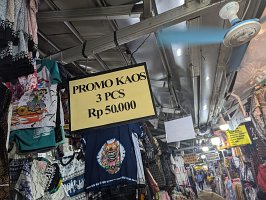 PROMO KAOS
3 PCS
Rp 50.000